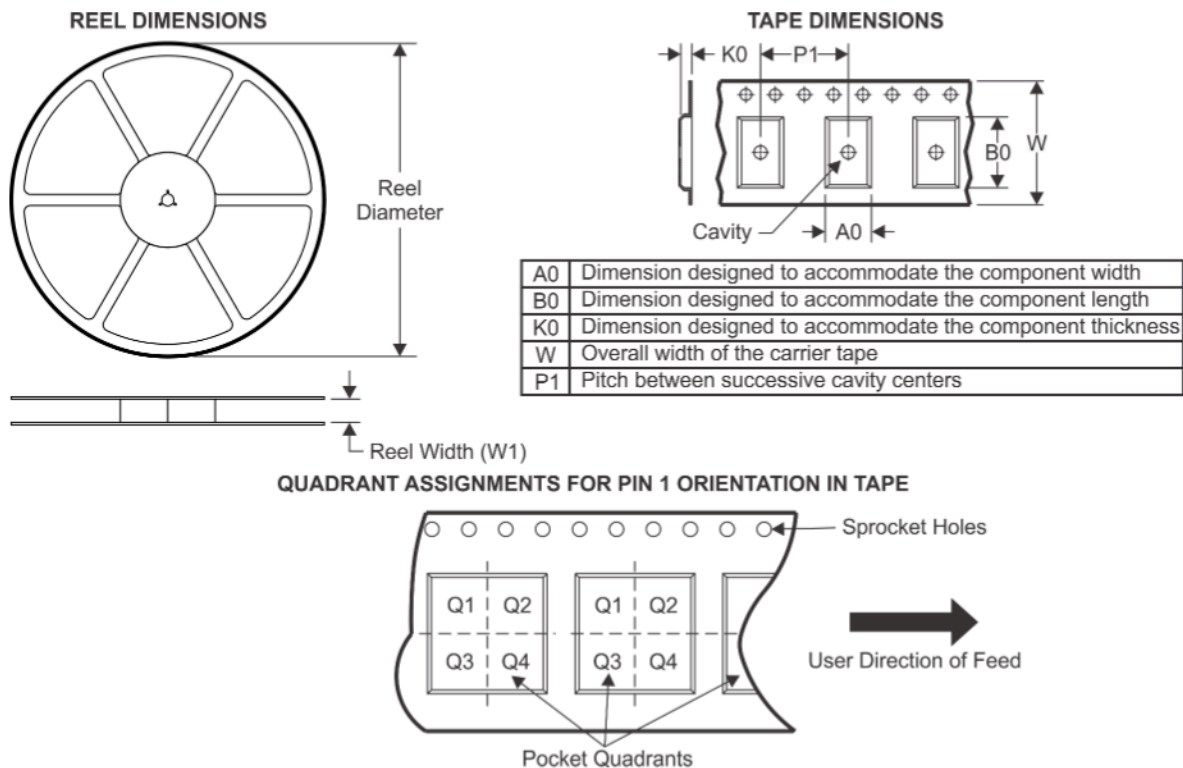 REEL DIMENSIONS
Reel
Diameter
Reel Width (W1)
TAPE DIMENSIONS
K0
P1
B0
W
Cavity
A0
A0 Dimension designed to accommodate the component width
B0 Dimension designed to accommodate the component length
K0 Dimension designed to accommodate the component thickness
W Overall width of the carrier tape
P1 Pitch between successive cavity centers
QUADRANT ASSIGNMENTS FOR PIN 1 ORIENTATION IN TAPE
Sprocket Holes
Q1 Q2 Q1 Q2
Q3 Q4 Q3 Q4
User Direction of Feed
Pocket Quadrants